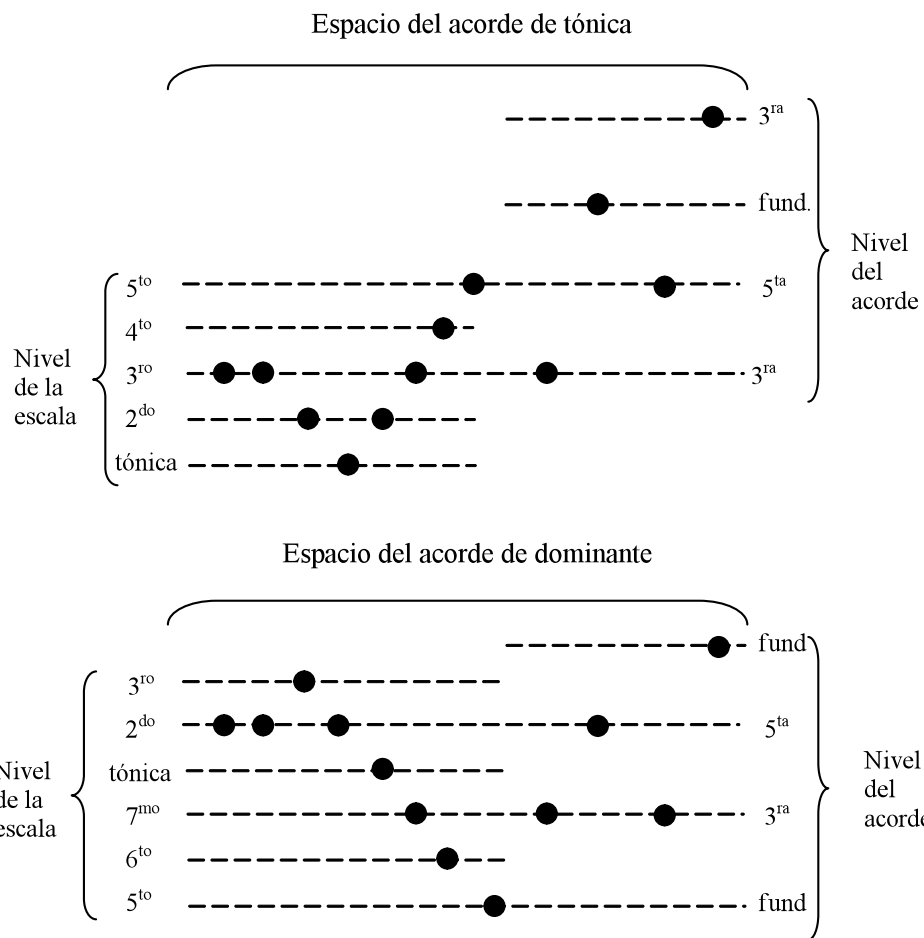 Espacio del acorde de tónica
3ra
fund.
Nivel
del
acorde
5to
5ta
4to
Nivel
de la
escala
3ro
3ra
2do
tónica
Espacio del acorde de dominante
fund
3ro
2do
5ta
Nivel
de la
escala
tónica
Nivel
del
acorde
7mo
3ra
6to
5to
fund